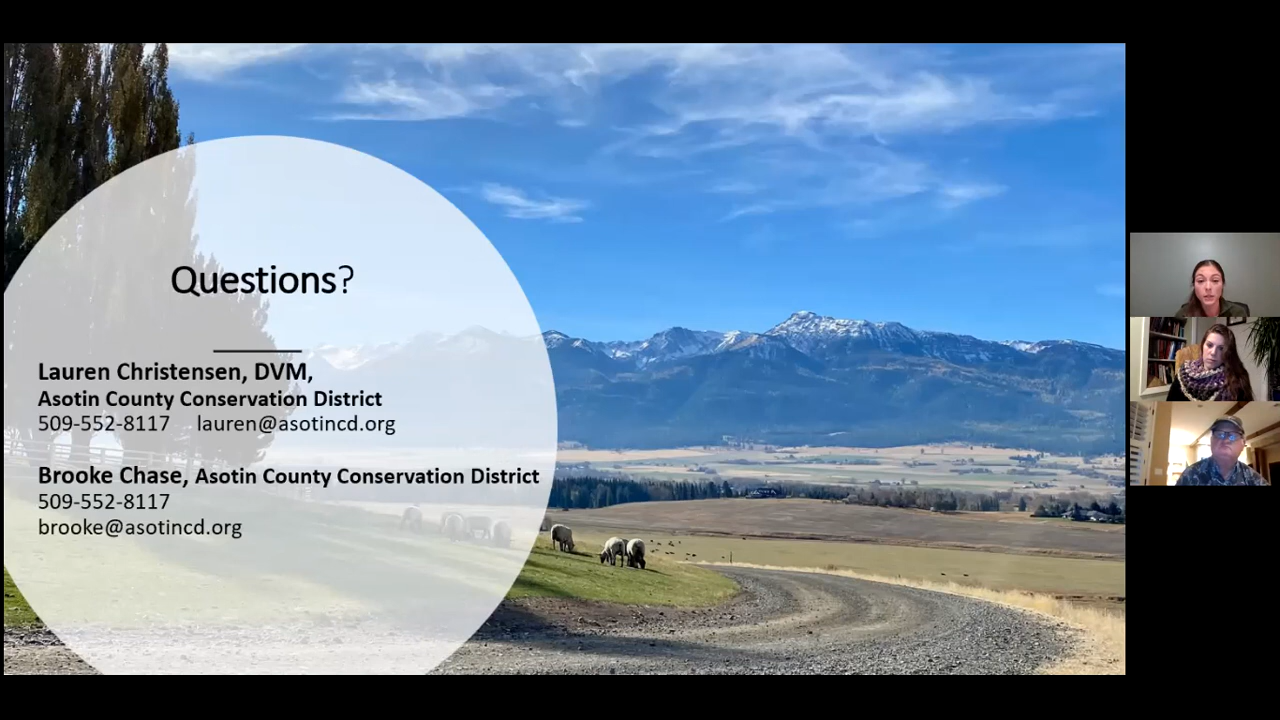 Questions?
Lauren Christensen, DVM,
Asotin County Conservation District
509-552-8117 lauren@asotincd.org
Brooke Chase, Asotin County Conservation District
509-552-8117
brooke@asotincd.org